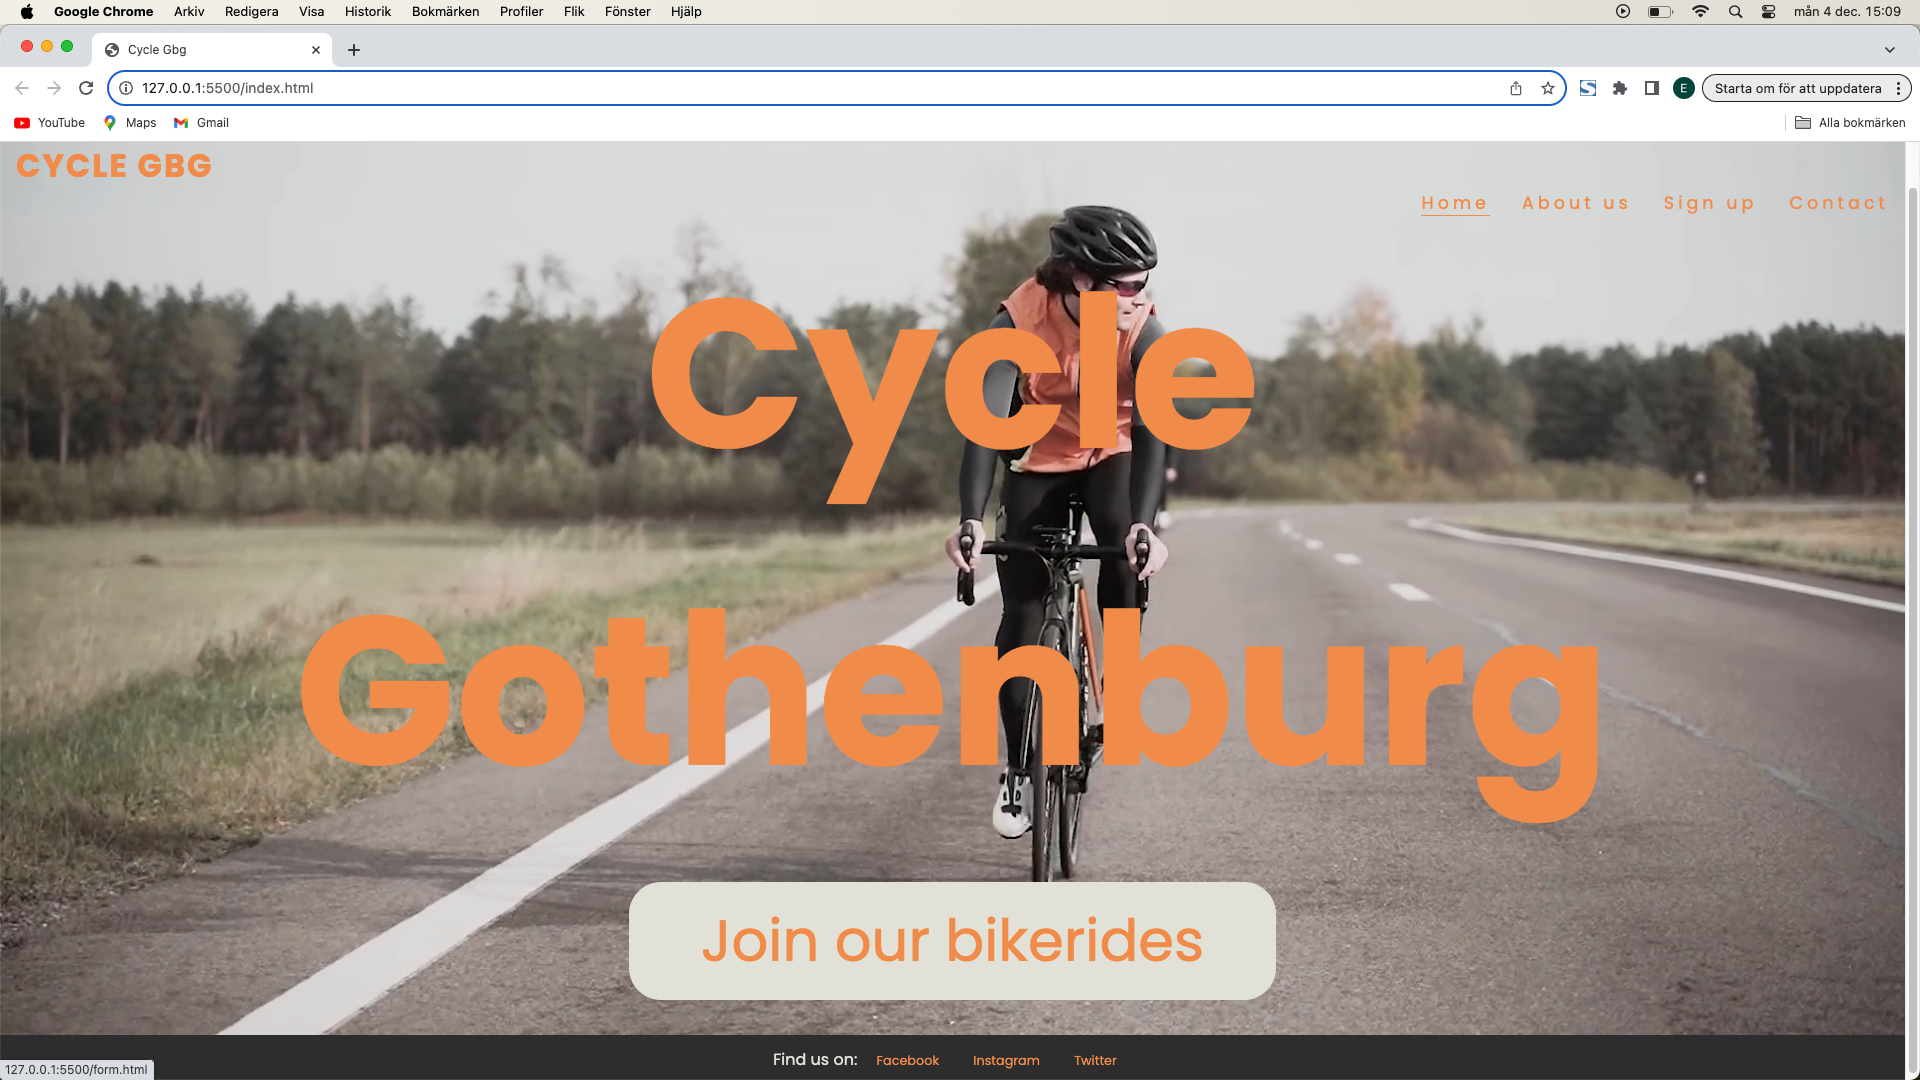 Google Chrome Arkiv Redigera Visa Historik Bokmärken Profiler Flik Fönster Hjälp mån 4 dec. 15:09
Cycle Gbg
127.0.0.1:5500/index.html E Starta om för att uppdatera
YouTube Maps Gmail Alla bokmärken
CYCLE GBG
Home About us Sign up Contact
Cycle
Gothenburg
Join our bikerides
Find us on: Facebook Instagram Twitter
127.0.0.1:5500/form.html